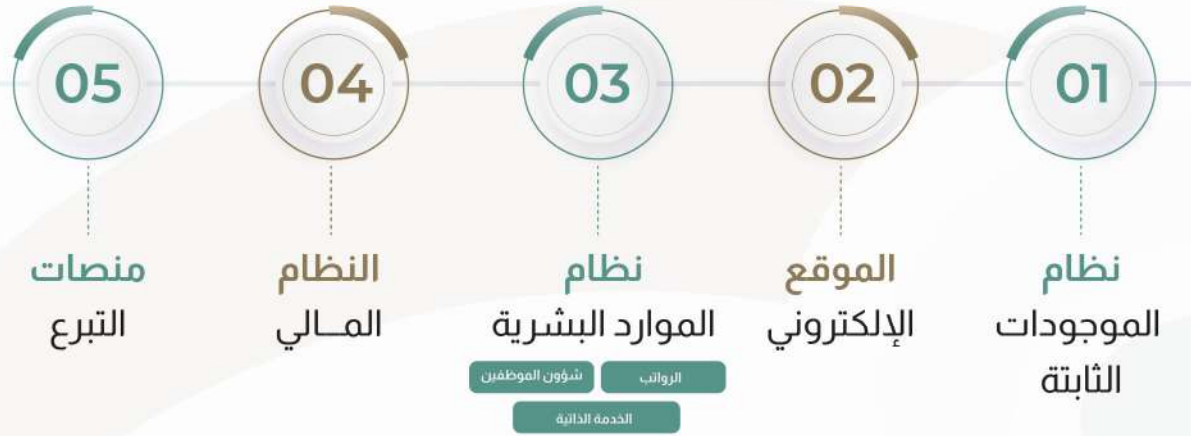 01
نظام
الموجودات
الثابتة
02
الموقع
الإلكتروني
03
نظام
الموارد البشرية
الرواتب
شؤون الموظفين
الخدمة الذاتية
04
النظام
المـــالي
05
منصات
التبرع